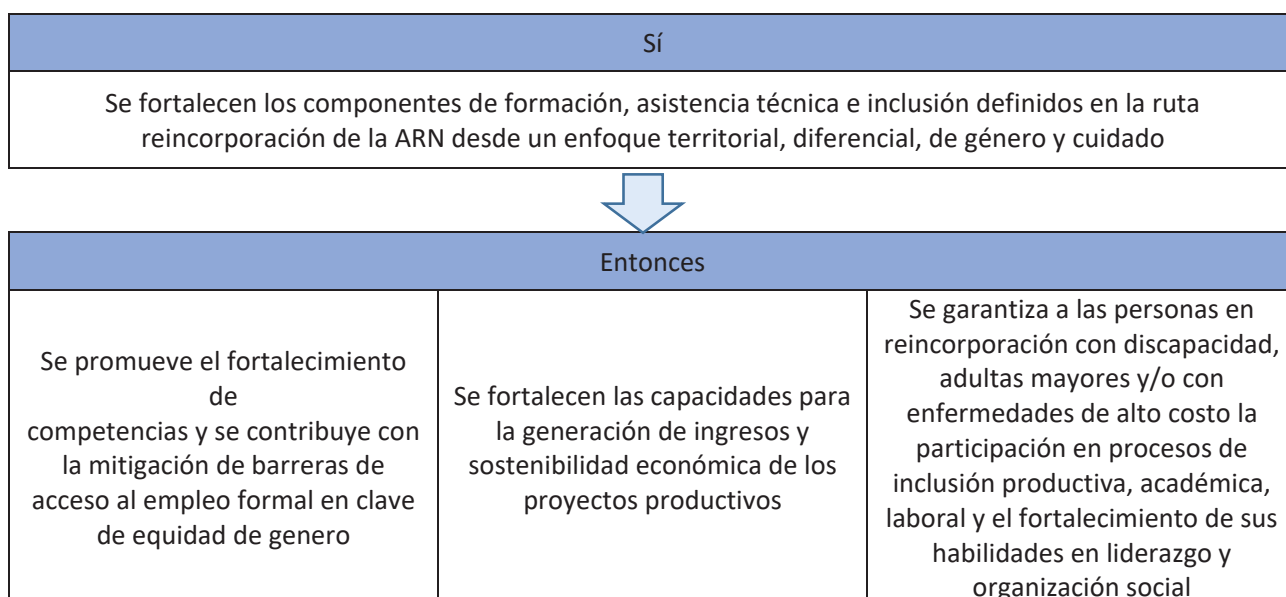 Sí
Se fortalecen los componentes de formación, asistencia técnica e inclusión definidos en la ruta
reincorporación de la ARN desde un enfoque territorial, diferencial, de género y cuidado
Entonces
Se promueve el fortalecimiento
de
competencias y se contribuye con
la mitigación de barreras de
acceso al empleo formal en clave
de equidad de genero
Se fortalecen las capacidades para
la generación de ingresos y
sostenibilidad económica de los
proyectos productivos
Se garantiza a las personas en
reincorporación con discapacidad,
adultas mayores y/o con
enfermedades de alto costo la
participación en procesos de
inclusión productiva, académica,
laboral y el fortalecimiento de sus
habilidades en liderazgo y
organización social